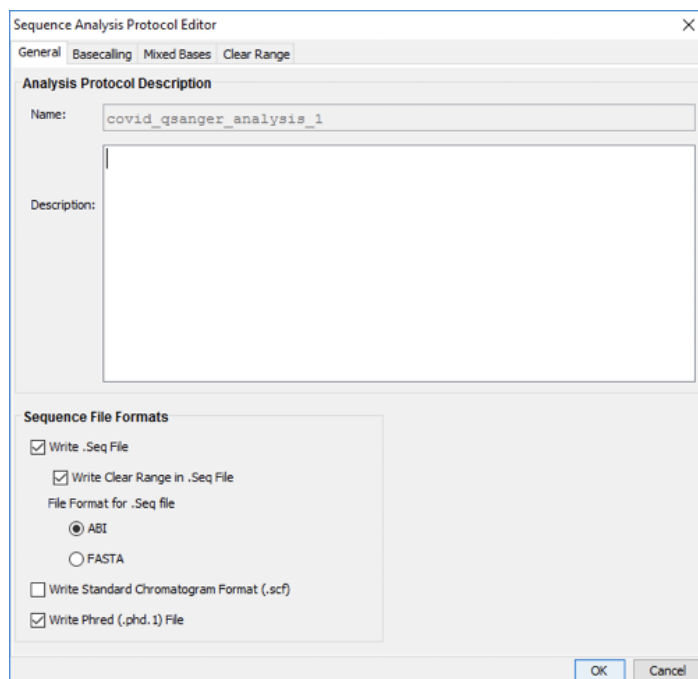 Sequence Analysis Protocol Editor
General Basecalling Mixed Bases Clear Range
Analysis Protocol Description
Name: covid_qsanger_analysis_1
Description:
Sequence File Formats
Write .Seq File
Write Clear Range in .Seq File
File Format for .Seq file
ABI
FASTA
Write Standard Chromatogram Format (.scf)
Write Phred (.phd.1) File
OK Cancel